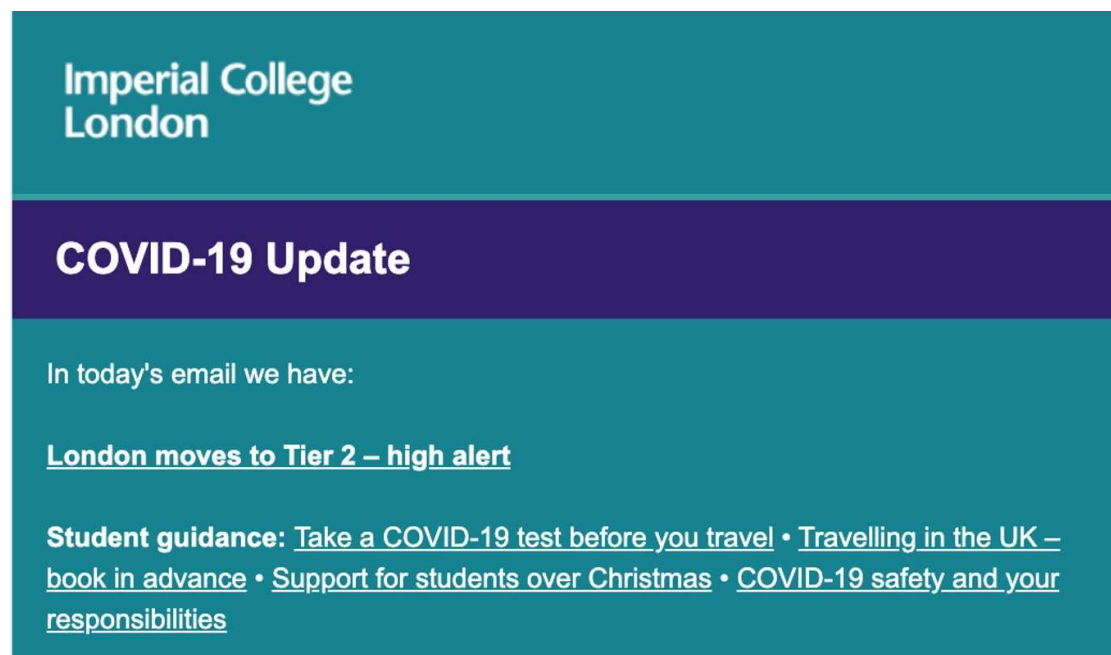 Imperial College
London
COVID-19 Update
In today's email we have:
London moves to Tier 2 – high alert
Student guidance: Take a COVID-19 test before you travel • Travelling in the UK –
book in advance • Support for students over Christmas • COVID-19 safety and your
responsibilities